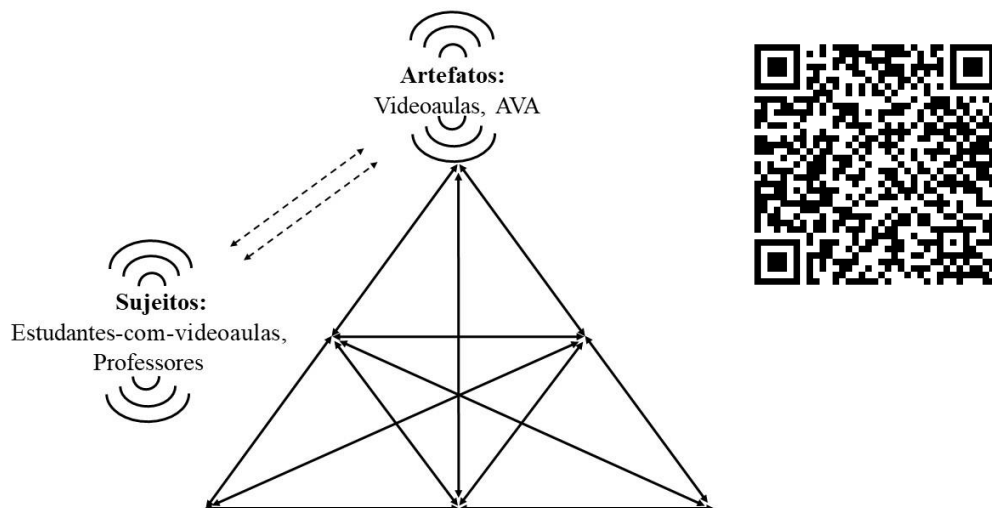 Artefatos:
Videoaulas, AVA
Sujeitos:
Estudantes-com-videoaulas,
Professores